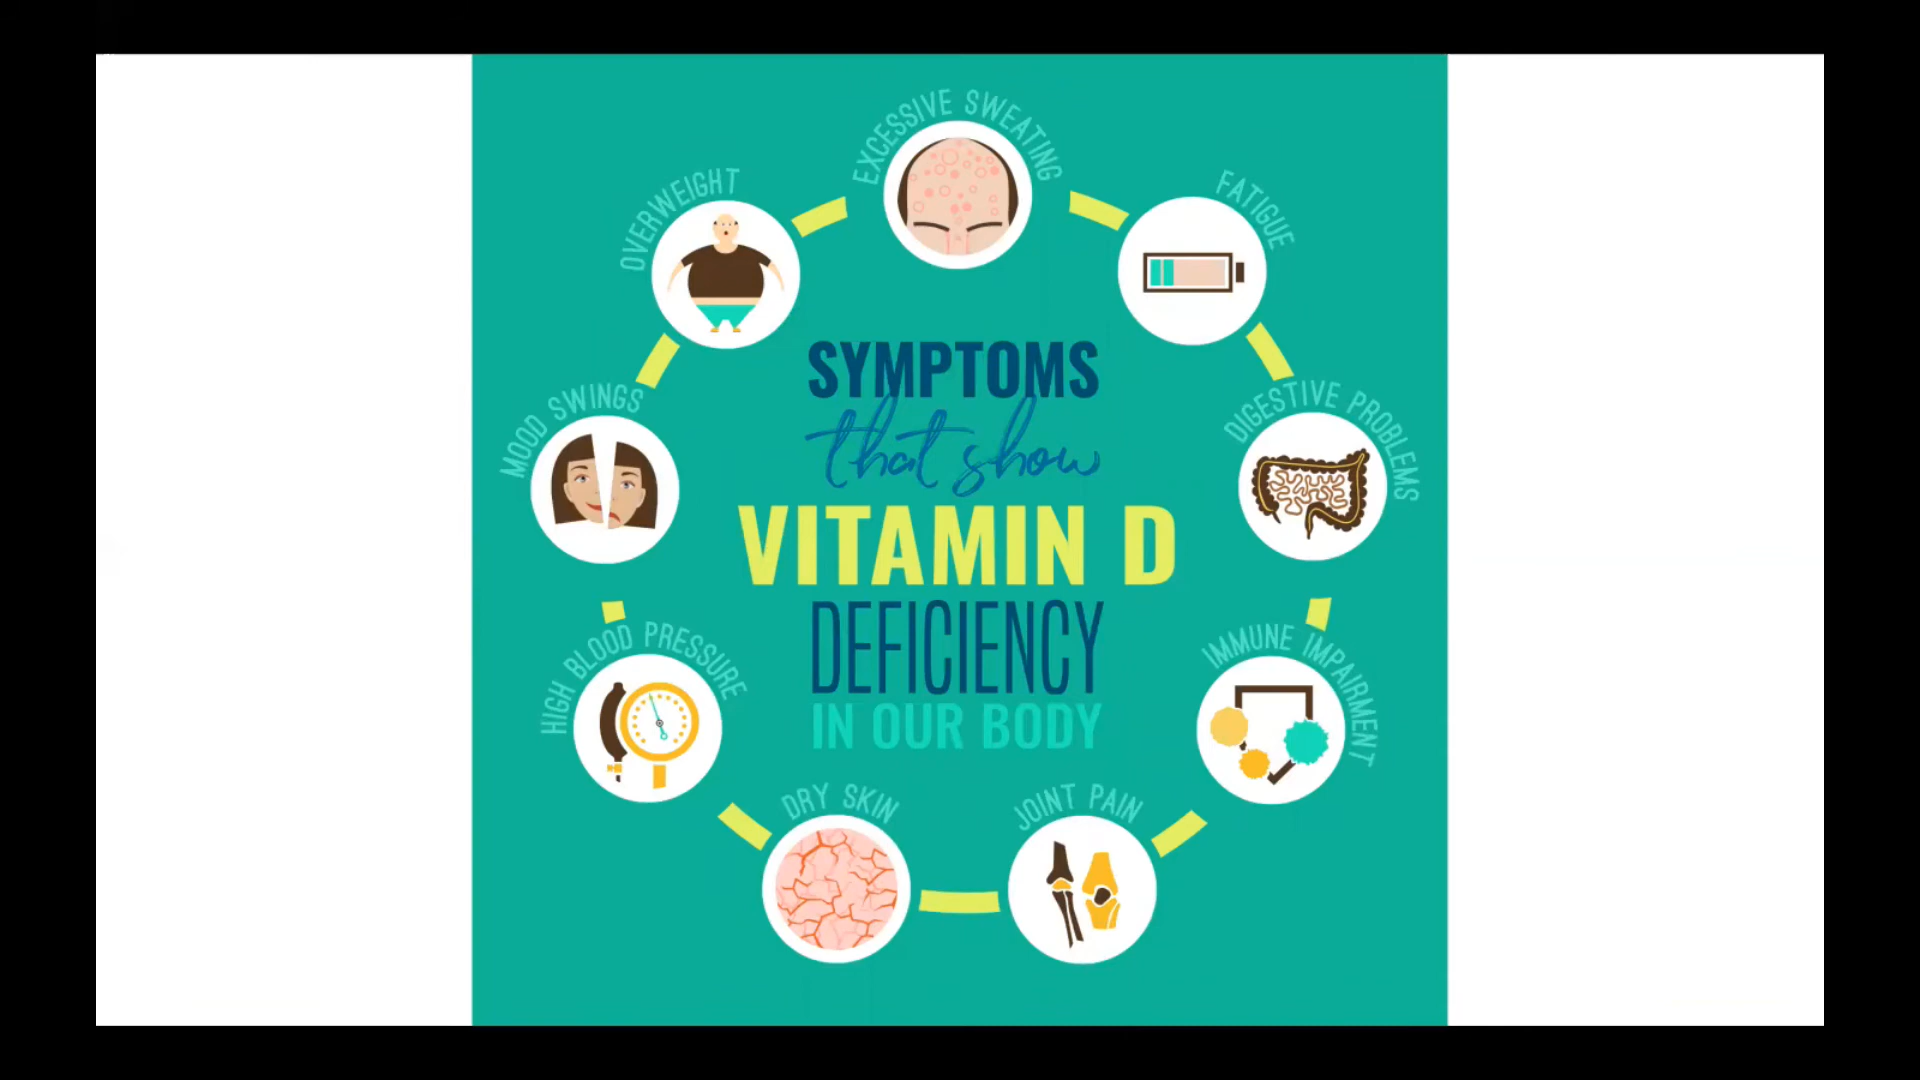 EXCESSIVE SWEATING
OVERWEIGHT
FATIGUE
SYMPTOMS
that show
MOOD SWINGS
DIGESTIVE PROBLEMS
VITAMIN D
DEFICIENCY
HIGH BLOOD PRESSURE
IMMUNE IMPAIRMENT
IN OUR BODY
DRY SKIN
JOINT PAIN